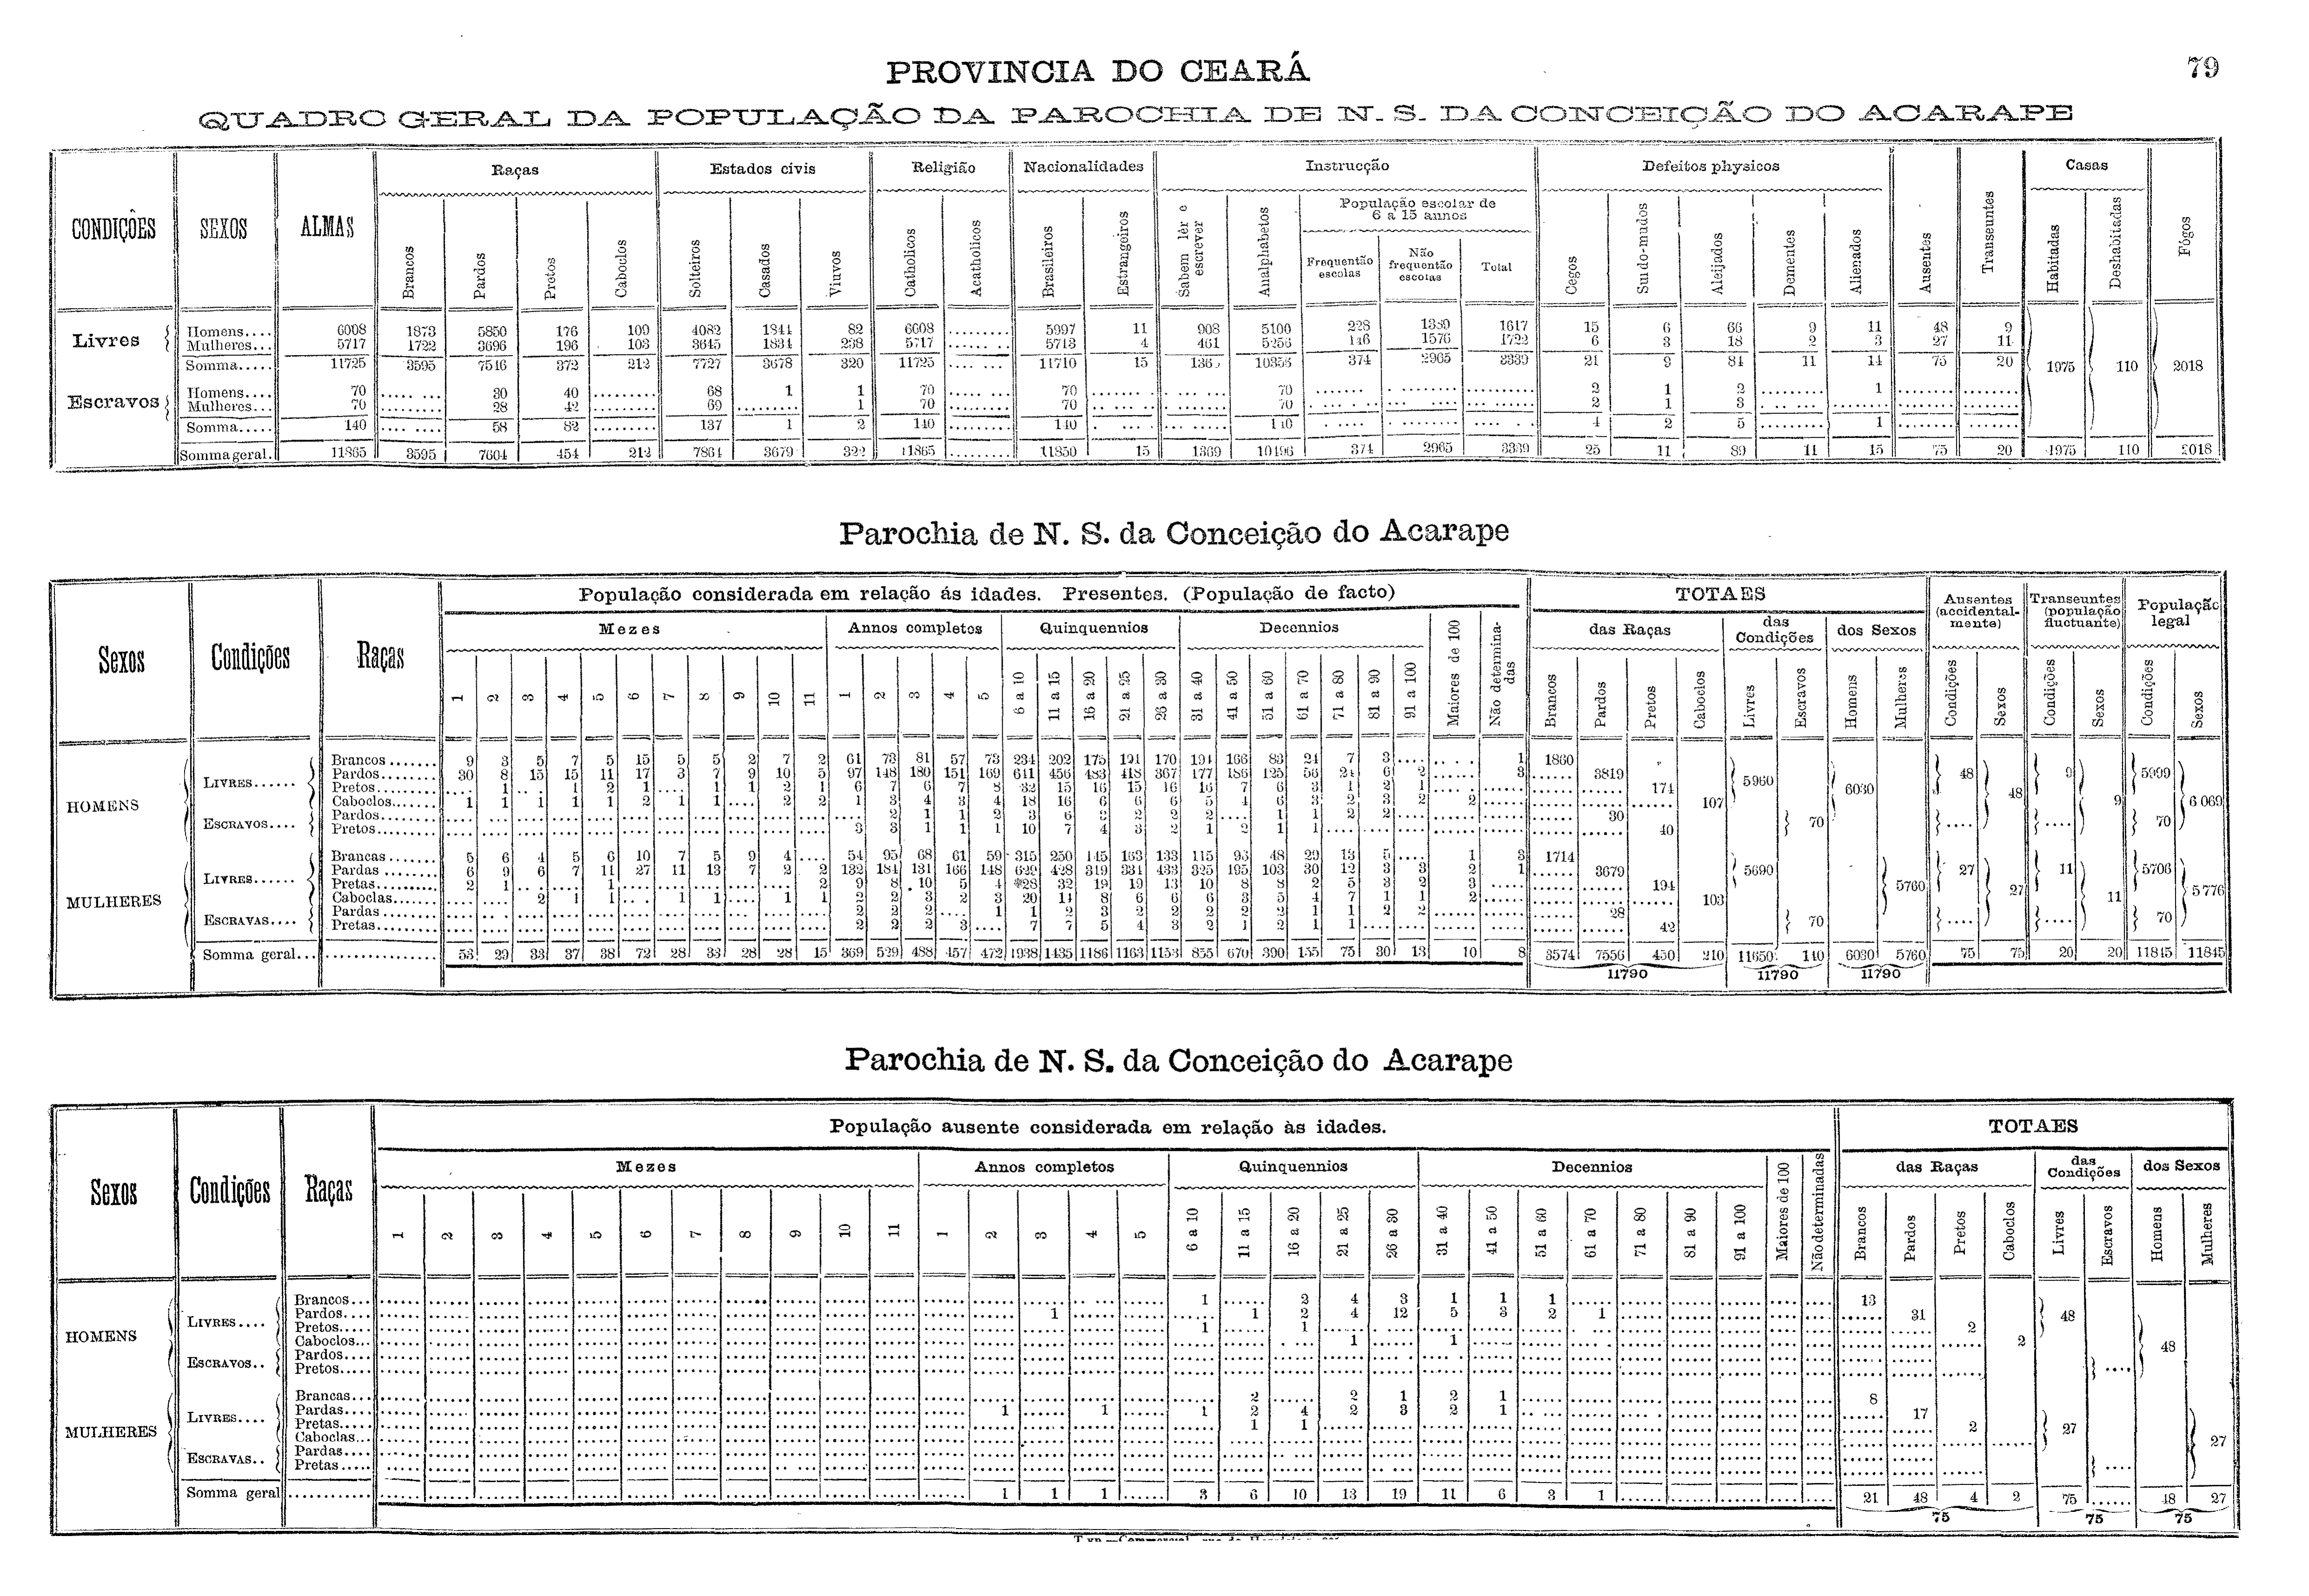 PROVINCIA DO CEARÁ
79
QUADRO GERAL DA POPULAÇÃO DA PAROCHIA DE N. S. DA CONCEIÇÃO DO ACARAPE
CONDIÇÕES SEXOS ALMAS Raças Estados civis Religião Nacionalidades Instrucção Defeitos physicos Ausentes Transeuntes Casas Fógos
População escolar de 6 a 15 annos
Brancos Pardos Pretos Caboclos Solteiros Casados Viuvos Catholicos Acatholicos Brasileiros Estrangeiros Sabem lêr e escrever Analphabetos Frequentão escolas Não frequentão escolas Total Cegos Surdo-mudos Aleijados Dementes Alienados Habitadas Deshabitadas
Livres
Homens.... 6008 1873 3850 176 109 4082 1844 82 6008 ......... 5997 11 908 5100 228 1389 1617 15 6 66 9 11 48 9
Mulheres... 5717 1722 3696 196 103 3645 1834 238 5717 ......... 5713 4 461 5256 146 1576 1722 6 3 18 2 3 27 11
Somma..... 11725 3595 7546 372 212 7727 3678 320 11725 ......... 11710 15 1369 10356 374 2965 3339 21 9 84 11 14 75 20 1975 110 2018
Escravos
Homens.... 70 ......... 30 40 ......... 68 1 1 70 ......... 70 ......... ......... 70 ......... ......... ......... 2 1 2 ......... 1 ......... .........
Mulheres... 70 ......... 28 42 ......... 69 ......... 1 70 ......... 70 ......... ......... 70 ......... ......... ......... 2 1 3 ......... ......... ......... .........
Somma..... 140 ......... 58 82 ......... 137 1 2 140 ......... 140 ......... ......... 140 ......... ......... ......... 4 2 5 ......... 1 ......... .........
Somma geral. 11865 3595 7604 454 212 7864 3679 322 11865 ......... 11850 15 1369 10496 374 2965 3339 25 11 89 11 15 75 20 1975 110 2018
Parochia de N. S. da Conceição do Acarape
Sexos Condições Raças População considerada em relação ás idades. Presentes. (População de facto) TOTAES Ausentes (accidentalmente) Transeuntes (população fluctuante) População legal
Mezes Annos completos Quinquennios Decennios Maiores de 100 Não determinadas das Raças das Condições dos Sexos
1 2 3 4 5 6 7 8 9 10 11 1 2 3 4 5 6 a 10 11 a 15 16 a 20 21 a 25 26 a 30 31 a 40 41 a 50 51 a 60 61 a 70 71 a 80 81 a 90 91 a 100 Brancos Pardos Pretos Caboclos Livres Escravos Homens Mulheres Condições Sexos Condições Sexos Condições Sexos
HOMENS
LIVRES......
Brancos....... 9 3 5 7 5 15 5 5 2 7 2 61 73 81 57 73 234 202 175 191 170 191 166 83 24 7 3 .... .... 1 1860
Pardos........ 30 8 15 15 11 17 3 7 9 10 5 97 148 180 151 169 611 456 483 418 367 177 186 125 56 24 6 2 ...... 3 ...... 3819 5960 48 9 5999
Pretos.......... .... 1 .... 1 2 1 .... 1 1 2 1 6 7 6 7 8 32 15 16 15 16 16 7 6 3 1 2 1 ...... ...... ...... ...... 174 6030
Caboclos....... 1 1 1 1 1 2 1 1 .... 2 2 1 3 4 3 4 18 16 6 6 6 5 4 6 3 2 3 2 2 ...... ...... ...... ...... 107 48 9 6 069
ESCRAVOS....
Pardos......... .... .... .... .... .... .... .... .... .... .... .... .... 2 1 1 2 3 6 3 2 2 2 .... 1 1 2 2 .... ...... ...... ...... 30
Pretos......... .... .... .... .... .... .... .... .... .... .... .... 3 3 1 1 1 10 7 4 3 2 1 2 1 1 .... .... .... ...... ...... ...... ...... 40 70 .... .... 70
MULHERES
LIVRES......
Brancas....... 5 6 4 5 6 10 7 5 9 4 .... 54 95 68 61 59 315 250 145 163 133 115 93 48 29 13 5 .... 1 3 1714
Pardas........ 6 9 6 7 11 27 11 13 7 2 2 132 184 131 166 148 629 428 319 334 433 325 195 103 30 12 3 3 2 1 ...... 3679 5690 27 11 5706
Pretas.......... 2 1 .... 1 .... .... .... .... .... .... 2 9 8 10 5 4 28 32 19 19 13 10 8 8 2 5 3 2 3 ...... ...... ...... 194 5760 27 5 776
Caboclas....... .... .... 2 1 1 .... 1 1 .... 1 1 2 2 3 2 3 20 14 8 6 6 6 3 5 4 7 1 1 2 ...... ...... ...... ...... 103 11
ESCRAVAS....
Pardas......... .... .... .... .... .... .... .... .... .... .... .... 2 2 2 .... 1 1 2 3 2 2 2 2 2 1 1 2 2 ...... ...... ...... 28
Pretas......... .... .... .... .... .... .... .... .... .... .... .... 2 2 2 3 .... 7 7 5 4 3 2 1 2 1 1 .... .... ...... ...... ...... ...... 42 70 .... .... 70
Somma geral... 53 29 33 37 38 72 28 33 28 28 15 369 529 488 457 472 1938 1435 1186 1163 1153 855 670 390 155 75 30 13 10 8 3574 7556 450 210 11650 140 6030 5760 75 75 20 20 11845 11845
11790 11790 11790
Parochia de N. S. da Conceição do Acarape
Sexos Condições Raças População ausente considerada em relação às idades. TOTAES
Mezes Annos completos Quinquennios Decennios Maiores de 100 Não determinadas das Raças das Condições dos Sexos
1 2 3 4 5 6 7 8 9 10 11 1 2 3 4 5 6 a 10 11 a 15 16 a 20 21 a 25 26 a 30 31 a 40 41 a 50 51 a 60 61 a 70 71 a 80 81 a 90 91 a 100 Brancos Pardos Pretos Caboclos Livres Escravos Homens Mulheres
HOMENS
LIVRES....
Brancos.... 1 ...... 2 4 3 1 1 1 ...... 13
Pardos.... 1 ...... 1 2 4 12 5 3 2 1 ...... 31 48
Pretos..... 1 ...... 1 ...... 2
Caboclos... 1 ...... 1 ...... 2 48
ESCRAVOS..
Pardos....
Pretos..... ....
MULHERES
LIVRES....
Brancas.... 2 ...... 2 1 2 1 ...... 8
Pardas.... 1 ...... 1 ...... 1 2 4 2 3 2 1 ...... 17
Pretas..... 1 1 ...... 2 27
Caboclas... 27
ESCRAVAS..
Pardas....
Pretas..... ....
Somma geral 1 1 1 ...... 3 6 10 13 19 11 6 3 1 ...... 21 48 4 2 75 ...... 48 27
75 75 75